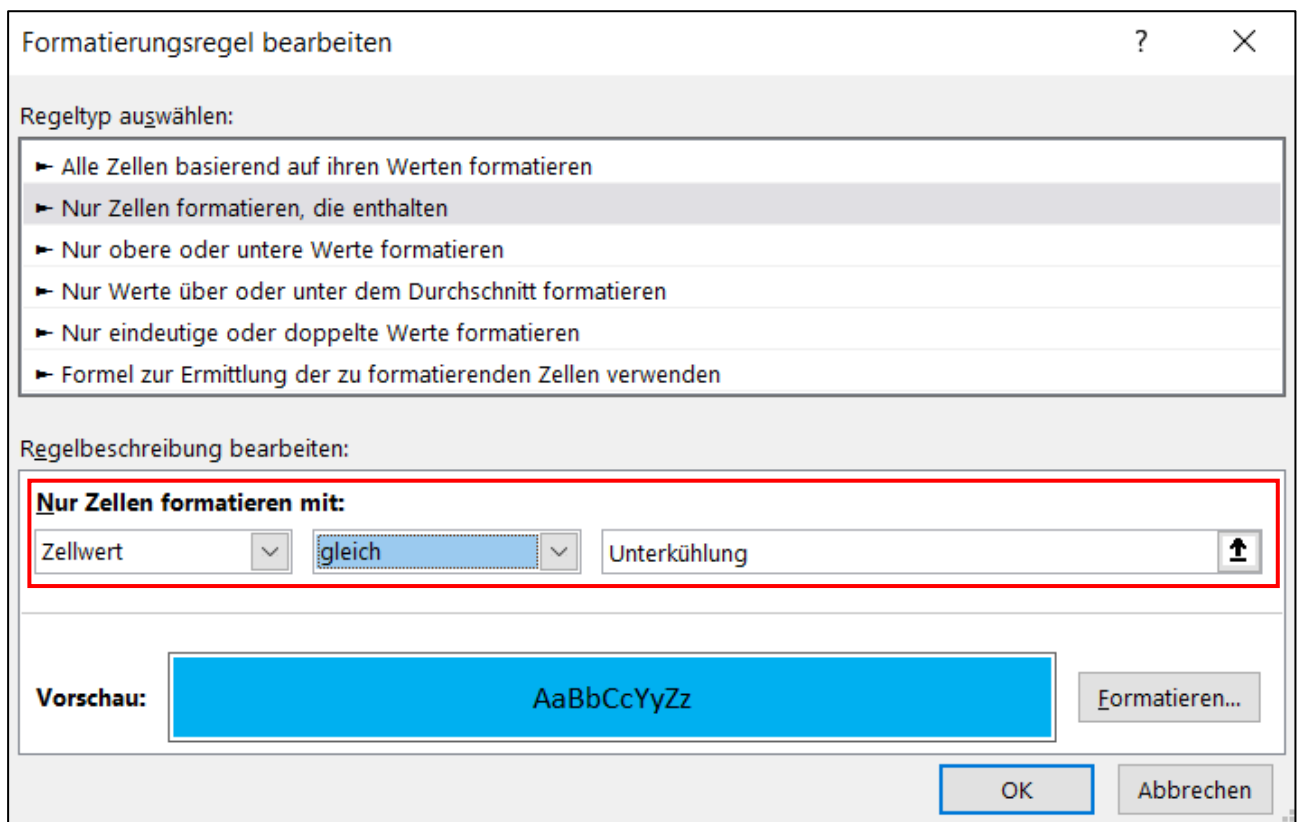 Formatierungsregel bearbeiten ?
Regeltyp auswählen:
► Alle Zellen basierend auf ihren Werten formatieren
► Nur Zellen formatieren, die enthalten
► Nur obere oder untere Werte formatieren
► Nur Werte über oder unter dem Durchschnitt formatieren
► Nur eindeutige oder doppelte Werte formatieren
► Formel zur Ermittlung der zu formatierenden Zellen verwenden
Regelbeschreibung bearbeiten:
Nur Zellen formatieren mit:
Zellwert gleich Unterkühlung
Vorschau: AaBbCcYyZz Formatieren...
OK Abbrechen